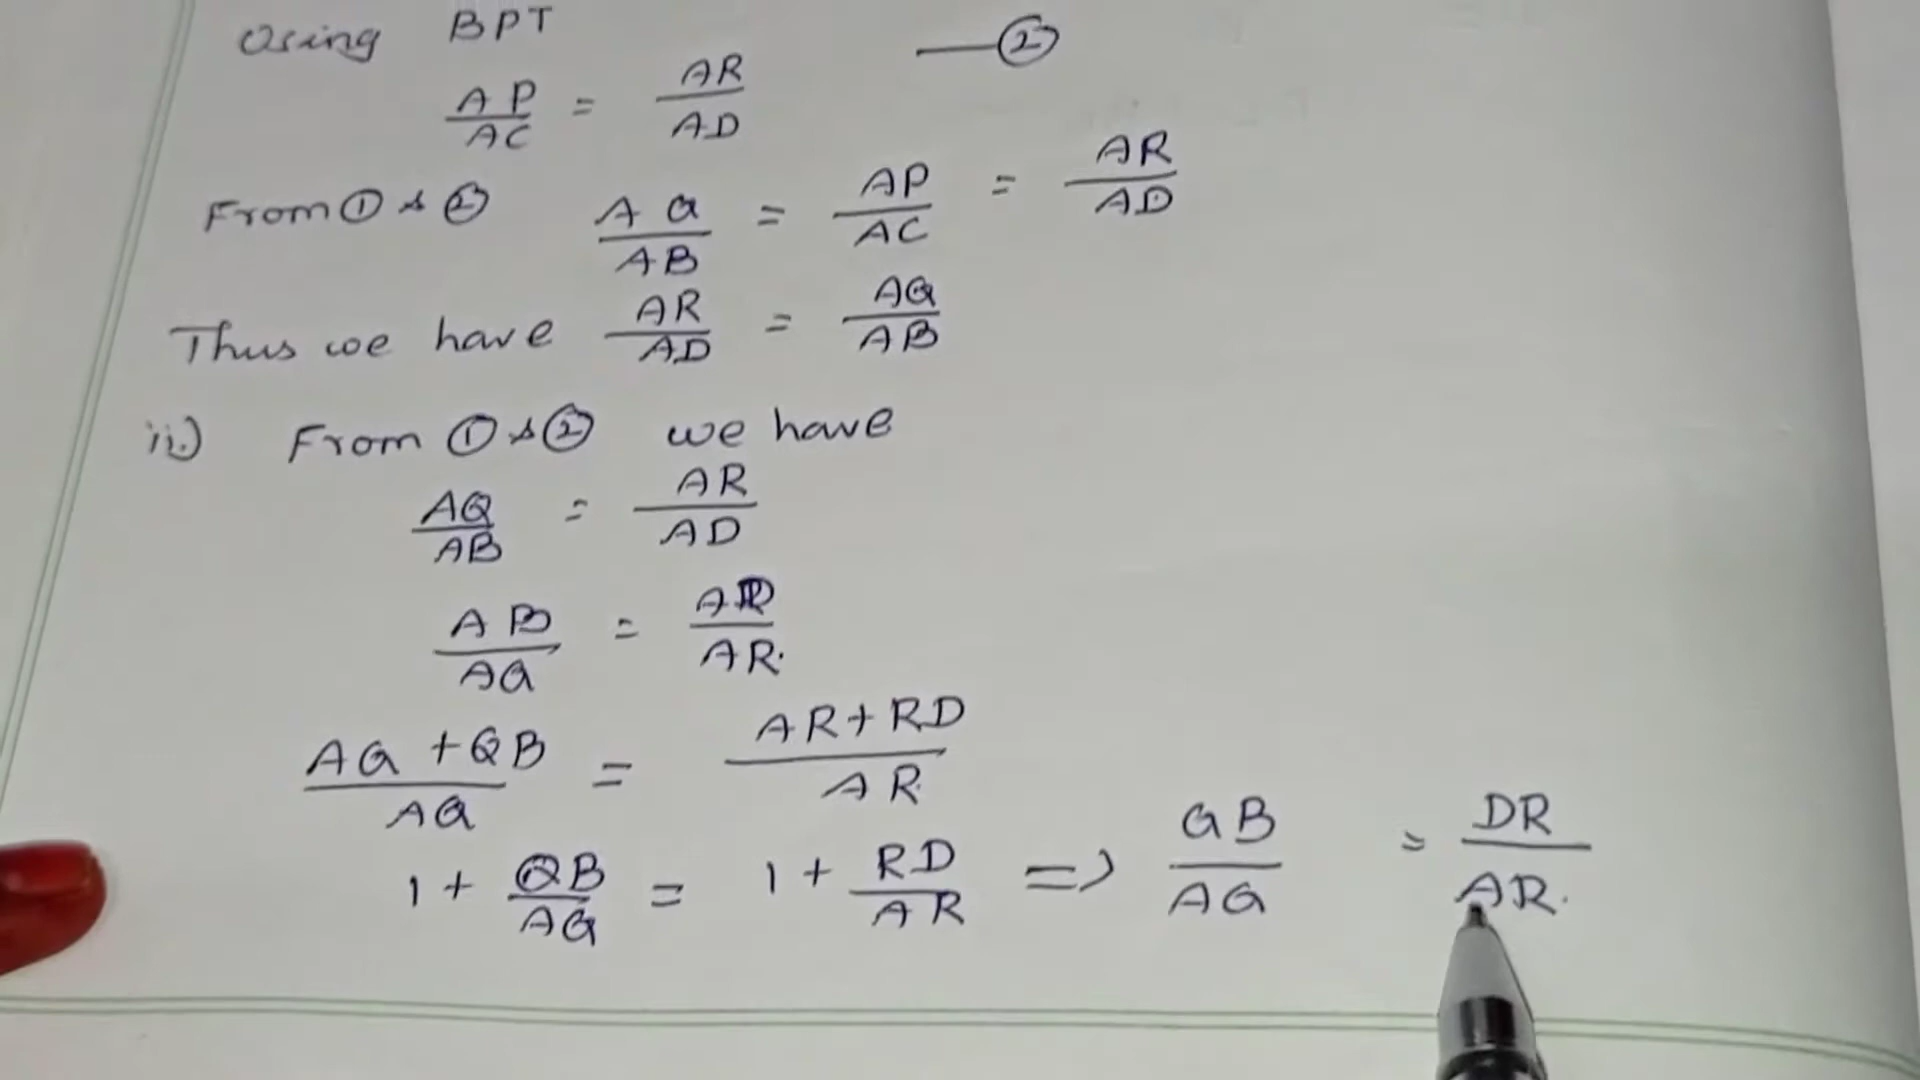 Using BPT
AP/AC = AR/AD —②
From ① & ② AQ/AB = AP/AC = AR/AD
Thus we have AR/AD = AQ/AB
ii.) From ① & ② we have
AQ/AB = AR/AD
AB/AQ = AD/AR.
AQ + QB/AQ = AR + RD/AR
1 + QB/AQ = 1 + RD/AR => QB/AQ = DR/AR.